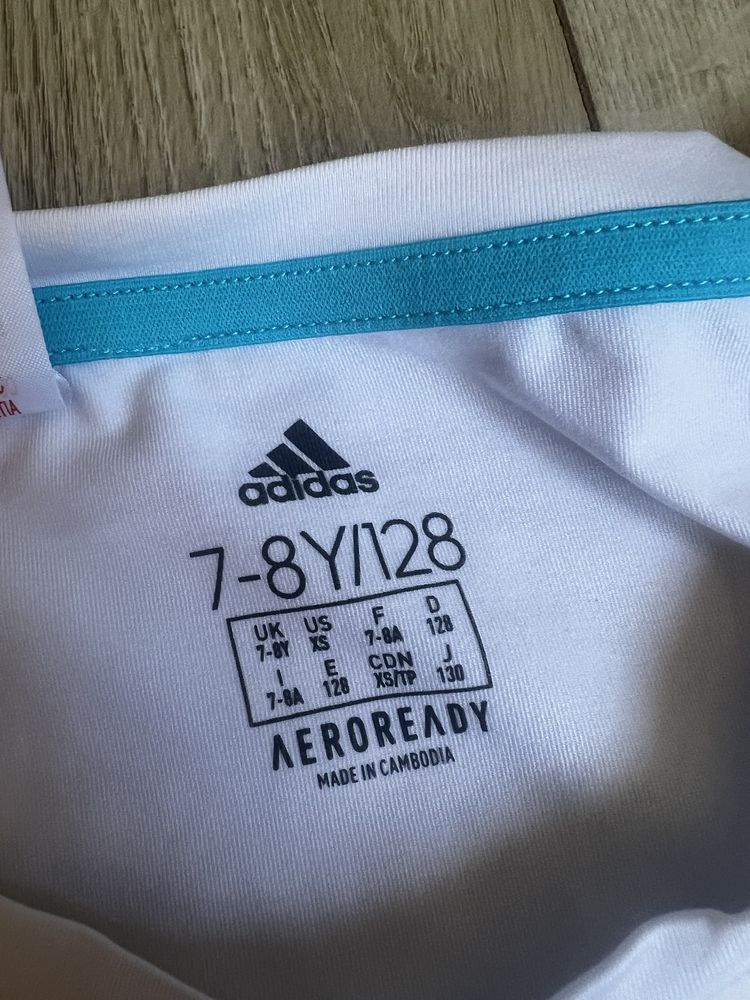 adidas
7-8Y/128
UK US F D
7-8Y XS 7-8A 128
I E CDN J
7-8A 128 XS/TP 130
AEROREADY
MADE IN CAMBODIA